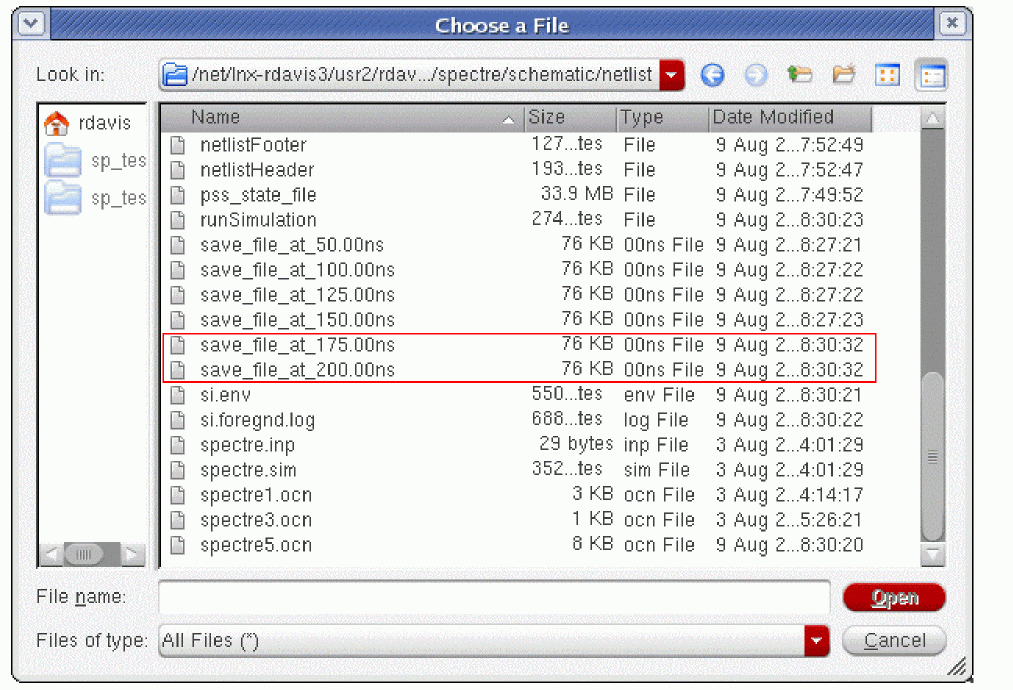 Choose a File
Look in: /net/lnx-rdavis3/usr2/rdav.../spectre/schematic/netlist
rdavis
sp_tes
sp_tes
Name Size Type Date Modified
netlistFooter 127...tes File 9 Aug 2...7:52:49
netlistHeader 193...tes File 9 Aug 2...7:52:47
pss_state_file 33.9 MB File 9 Aug 2...7:49:52
runSimulation 274...tes File 9 Aug 2...8:30:23
save_file_at_50.00ns 76 KB 00ns File 9 Aug 2...8:27:21
save_file_at_100.00ns 76 KB 00ns File 9 Aug 2...8:27:22
save_file_at_125.00ns 76 KB 00ns File 9 Aug 2...8:27:22
save_file_at_150.00ns 76 KB 00ns File 9 Aug 2...8:27:23
save_file_at_175.00ns 76 KB 00ns File 9 Aug 2...8:30:32
save_file_at_200.00ns 76 KB 00ns File 9 Aug 2...8:30:32
si.env 550...tes env File 9 Aug 2...8:30:21
si.foregnd.log 688...tes log File 9 Aug 2...8:30:22
spectre.inp 29 bytes inp File 3 Aug 2...4:01:29
spectre.sim 352...tes sim File 3 Aug 2...4:01:29
spectre1.ocn 3 KB ocn File 3 Aug 2...4:14:17
spectre3.ocn 1 KB ocn File 3 Aug 2...5:26:21
spectre5.ocn 8 KB ocn File 9 Aug 2...8:30:20
File name: Open
Files of type: All Files (*) Cancel